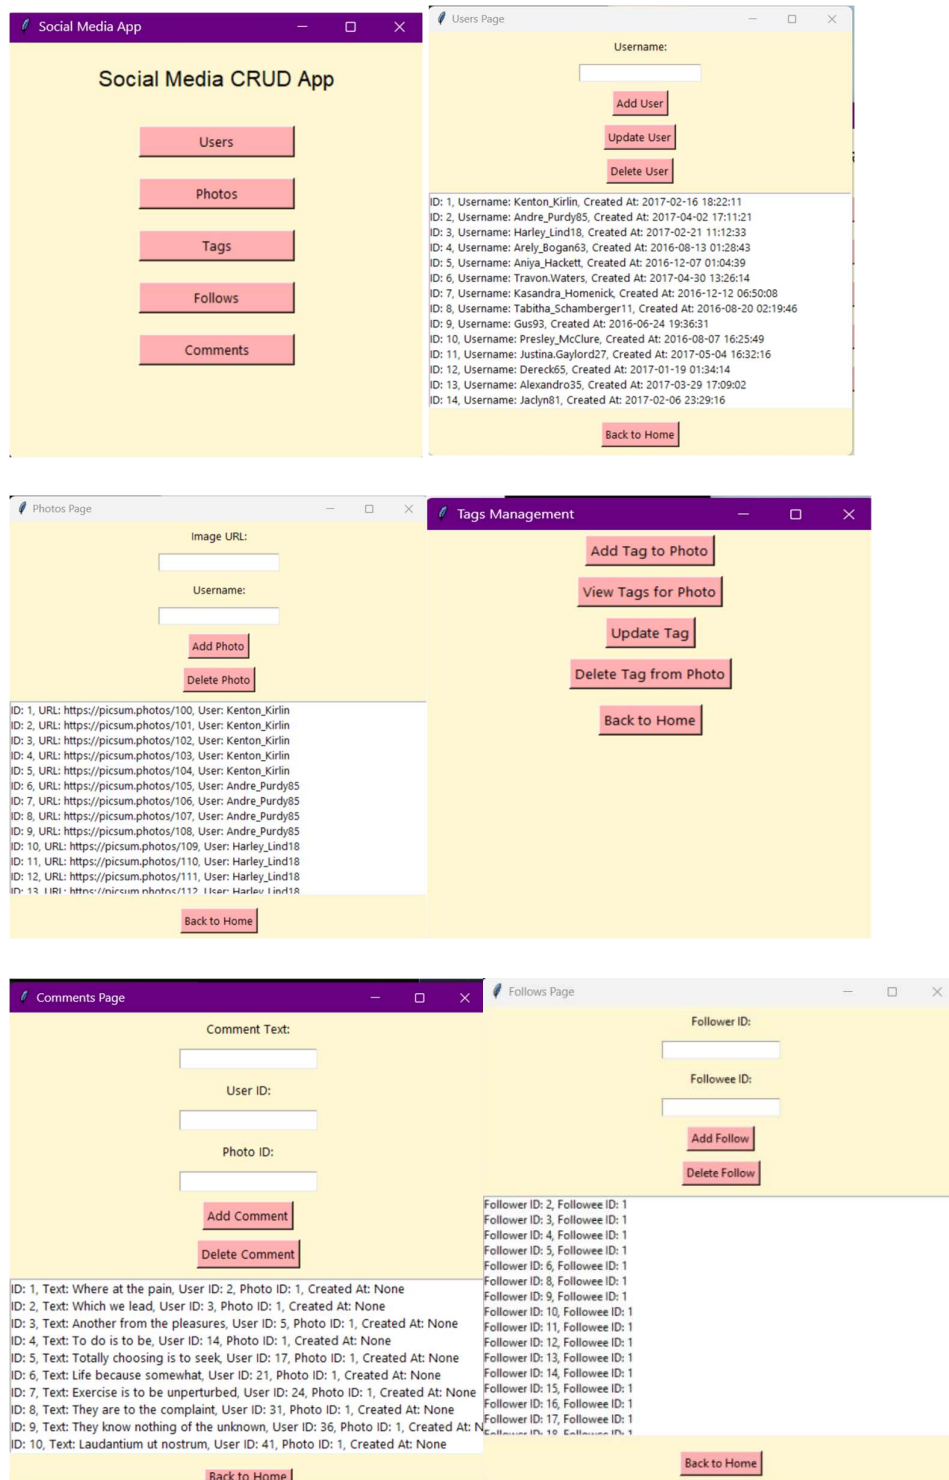 Social Media App
Social Media CRUD App
Users
Photos
Tags
Follows
Comments
Users Page
Username:
Add User
Update User
Delete User
ID: 1, Username: Kenton_Kirlin, Created At: 2017-02-16 18:22:11
ID: 2, Username: Andre_Purdy85, Created At: 2017-04-02 17:11:21
ID: 3, Username: Harley_Lind18, Created At: 2017-02-21 11:12:33
ID: 4, Username: Arely_Bogan63, Created At: 2016-08-13 01:28:43
ID: 5, Username: Aniya_Hackett, Created At: 2016-12-07 01:04:39
ID: 6, Username: Travon.Waters, Created At: 2017-04-30 13:26:14
ID: 7, Username: Kasandra_Homenick, Created At: 2016-12-12 06:50:08
ID: 8, Username: Tabitha_Schamberger11, Created At: 2016-08-20 02:19:46
ID: 9, Username: Gus93, Created At: 2016-06-24 19:36:31
ID: 10, Username: Presley_McClure, Created At: 2016-08-07 16:25:49
ID: 11, Username: Justina.Gaylord27, Created At: 2017-05-04 16:32:16
ID: 12, Username: Dereck65, Created At: 2017-01-19 01:34:14
ID: 13, Username: Alexandro35, Created At: 2017-03-29 17:09:02
ID: 14, Username: Jaclyn81, Created At: 2017-02-06 23:29:16
Back to Home
Photos Page
Image URL:
Username:
Add Photo
Delete Photo
ID: 1, URL: https://picsum.photos/100, User: Kenton_Kirlin
ID: 2, URL: https://picsum.photos/101, User: Kenton_Kirlin
ID: 3, URL: https://picsum.photos/102, User: Kenton_Kirlin
ID: 4, URL: https://picsum.photos/103, User: Kenton_Kirlin
ID: 5, URL: https://picsum.photos/104, User: Kenton_Kirlin
ID: 6, URL: https://picsum.photos/105, User: Andre_Purdy85
ID: 7, URL: https://picsum.photos/106, User: Andre_Purdy85
ID: 8, URL: https://picsum.photos/107, User: Andre_Purdy85
ID: 9, URL: https://picsum.photos/108, User: Andre_Purdy85
ID: 10, URL: https://picsum.photos/109, User: Harley_Lind18
ID: 11, URL: https://picsum.photos/110, User: Harley_Lind18
ID: 12, URL: https://picsum.photos/111, User: Harley_Lind18
ID: 13, URL: https://picsum.photos/112, User: Harley_Lind18
Back to Home
Tags Management
Add Tag to Photo
View Tags for Photo
Update Tag
Delete Tag from Photo
Back to Home
Comments Page
Comment Text:
User ID:
Photo ID:
Add Comment
Delete Comment
ID: 1, Text: Where at the pain, User ID: 2, Photo ID: 1, Created At: None
ID: 2, Text: Which we lead, User ID: 3, Photo ID: 1, Created At: None
ID: 3, Text: Another from the pleasures, User ID: 5, Photo ID: 1, Created At: None
ID: 4, Text: To do is to be, User ID: 14, Photo ID: 1, Created At: None
ID: 5, Text: Totally choosing is to seek, User ID: 17, Photo ID: 1, Created At: None
ID: 6, Text: Life because somewhat, User ID: 21, Photo ID: 1, Created At: None
ID: 7, Text: Exercise is to be unperturbed, User ID: 24, Photo ID: 1, Created At: None
ID: 8, Text: They are to the complaint, User ID: 31, Photo ID: 1, Created At: None
ID: 9, Text: They know nothing of the unknown, User ID: 36, Photo ID: 1, Created At: N
ID: 10, Text: Laudantium ut nostrum, User ID: 41, Photo ID: 1, Created At: None
Back to Home
Follows Page
Follower ID:
Followee ID:
Add Follow
Delete Follow
Follower ID: 2, Followee ID: 1
Follower ID: 3, Followee ID: 1
Follower ID: 4, Followee ID: 1
Follower ID: 5, Followee ID: 1
Follower ID: 6, Followee ID: 1
Follower ID: 8, Followee ID: 1
Follower ID: 9, Followee ID: 1
Follower ID: 10, Followee ID: 1
Follower ID: 11, Followee ID: 1
Follower ID: 12, Followee ID: 1
Follower ID: 13, Followee ID: 1
Follower ID: 14, Followee ID: 1
Follower ID: 15, Followee ID: 1
Follower ID: 16, Followee ID: 1
Follower ID: 17, Followee ID: 1
Follower ID: 18, Followee ID: 1
Back to Home